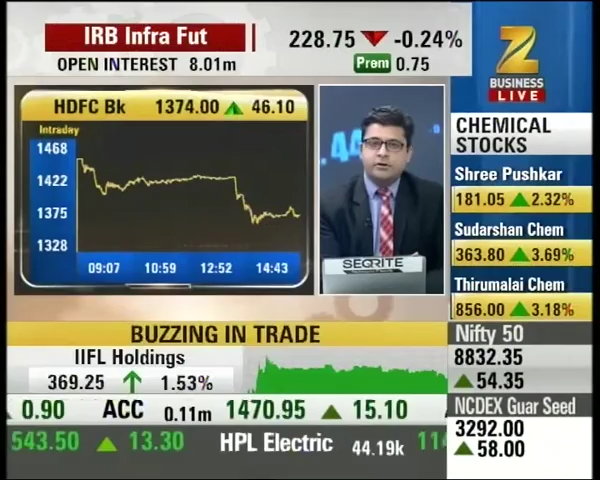 IRB Infra Fut
OPEN INTEREST 8.01m
228.75 -0.24%
Prem 0.75
Z
BUSINESS
LIVE
HDFC Bk 1374.00 46.10
Intraday
1468
1422
1375
1328
09:07 10:59 12:52 14:43
SEQRITE
CHEMICAL
STOCKS
Shree Pushkar
181.05 2.32%
Sudarshan Chem
363.80 3.69%
Thirumalai Chem
856.00 3.18%
BUZZING IN TRADE
IIFL Holdings
369.25 1.53%
Nifty 50
8832.35
54.35
NCDEX Guar Seed
3292.00
58.00
0.90 ACC 0.11m 1470.95 15.10
543.50 13.30 HPL Electric 44.19k